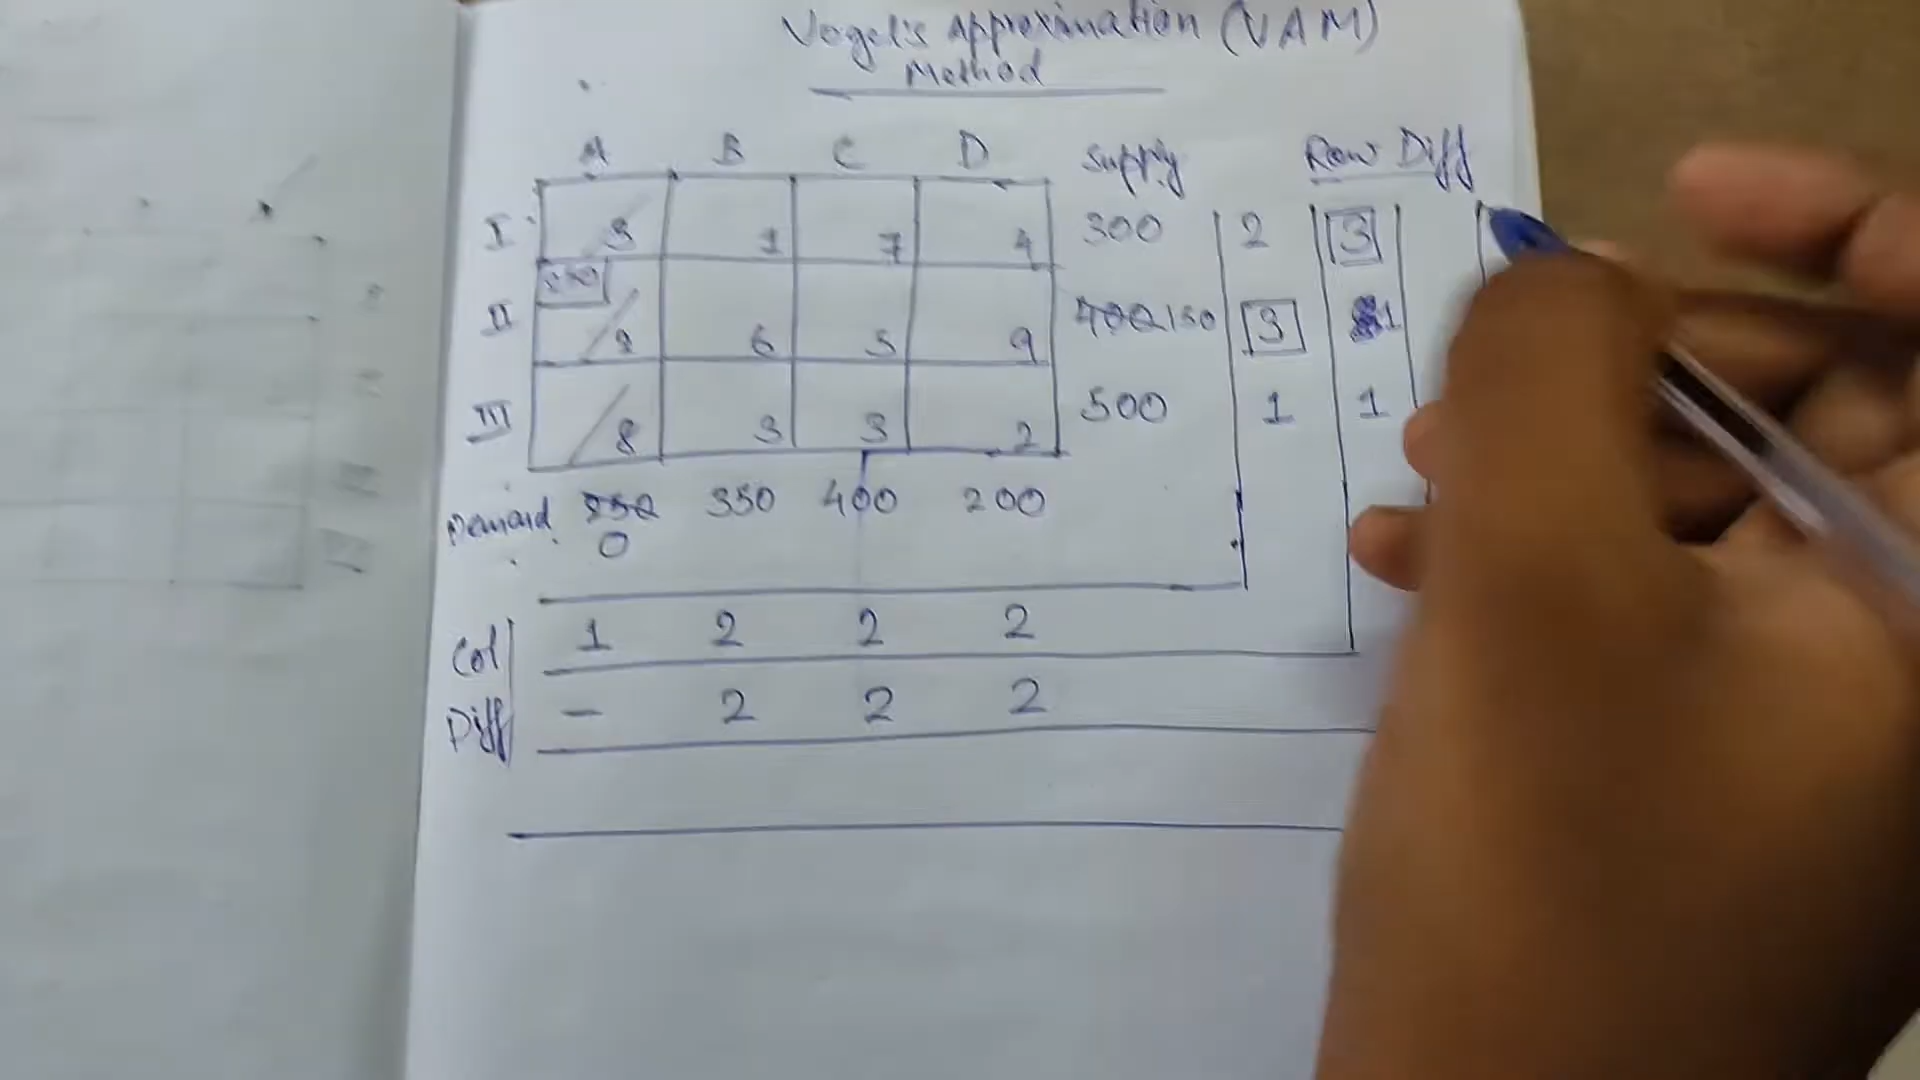 Vogel's Approximation (VAM)
Method
A B C D Supply Row Diff
I 3 1 7 4 300 2 3
250
II 2 6 5 9 400 150 3 1
III 8 3 3 2 500 1 1
Demand 250 350 400 200
0
Col 1 2 2 2
Diff - 2 2 2